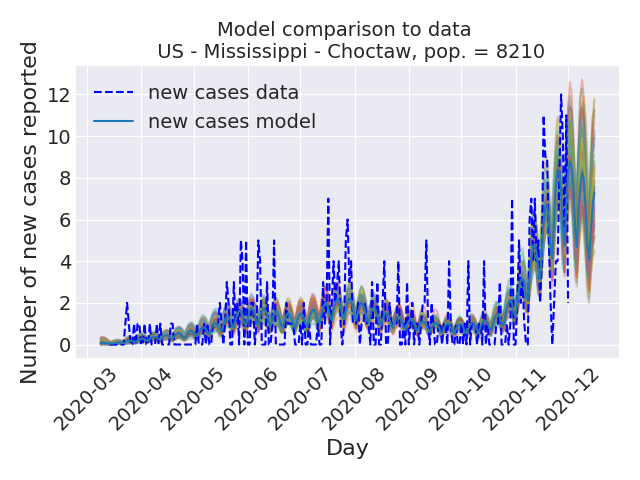 Model comparison to data
US - Mississippi - Choctaw, pop. = 8210
Number of new cases reported
12
10
8
6
4
2
0
new cases data
new cases model
2020-03
2020-04
2020-05
2020-06
2020-07
2020-08
2020-09
2020-10
2020-11
2020-12
Day